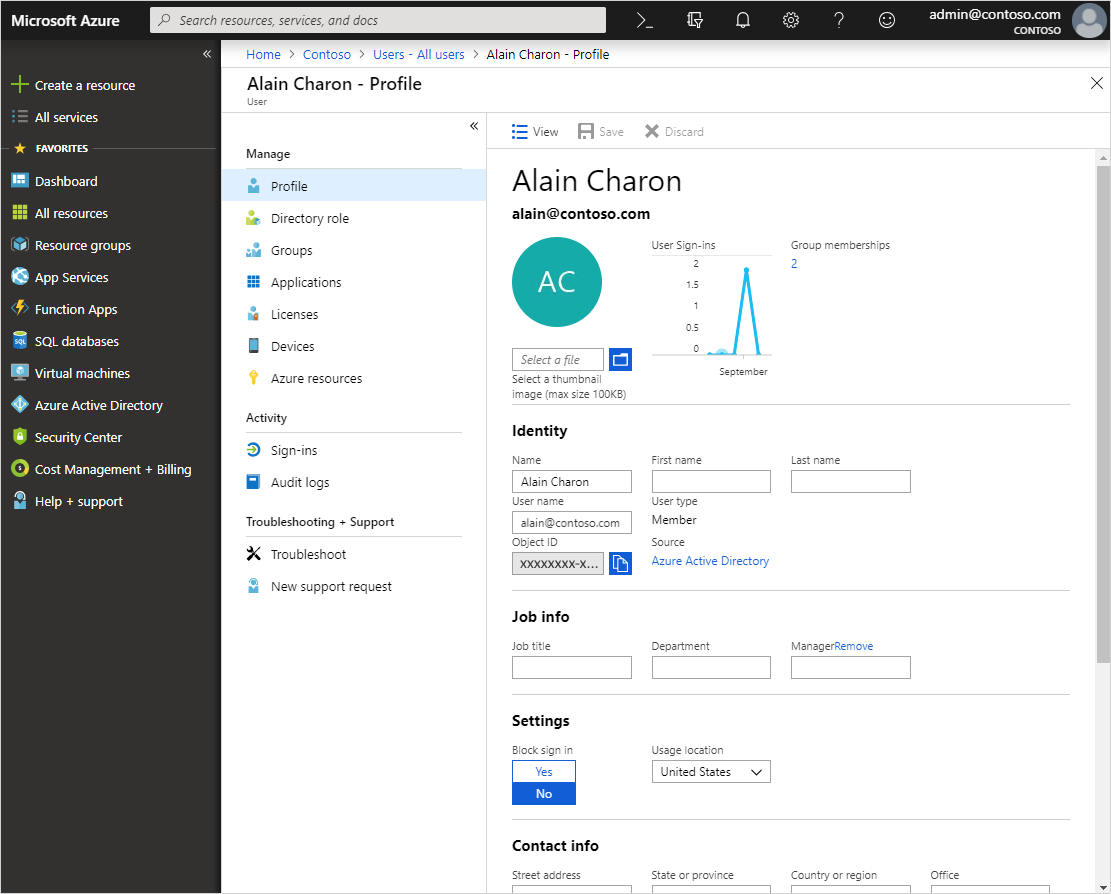 Microsoft Azure
Search resources, services, and docs
admin@contoso.com
CONTOSO
Create a resource
All services
FAVORITES
Dashboard
All resources
Resource groups
App Services
Function Apps
SQL databases
Virtual machines
Azure Active Directory
Security Center
Cost Management + Billing
Help + support
Home > Contoso > Users - All users > Alain Charon - Profile
Alain Charon - Profile
User
Manage
Profile
Directory role
Groups
Applications
Licenses
Devices
Azure resources
Activity
Sign-ins
Audit logs
Troubleshooting + Support
Troubleshoot
New support request
View Save Discard
Alain Charon
alain@contoso.com
AC
User Sign-ins
2
1.5
1
0.5
0
September
Group memberships
2
Select a file
Select a thumbnail
image (max size 100KB)
Identity
Name First name Last name
Alain Charon
User name User type
alain@contoso.com Member
Object ID Source
xxxxxxxx-x... Azure Active Directory
Job info
Job title Department ManagerRemove
Settings
Block sign in Usage location
Yes United States
No
Contact info
Street address State or province Country or region Office